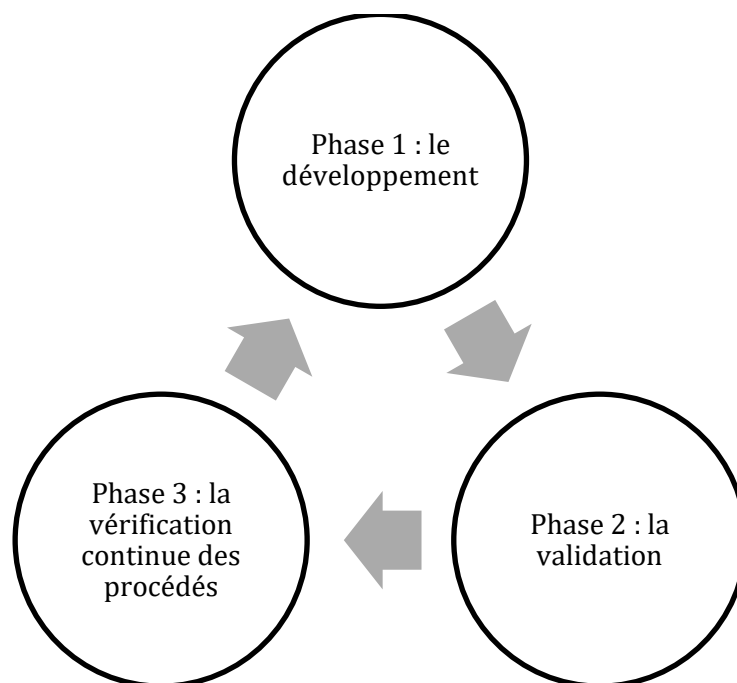 Phase 1 : le
développement
Phase 3 : la
vérification
continue des
procédés
Phase 2 : la
validation